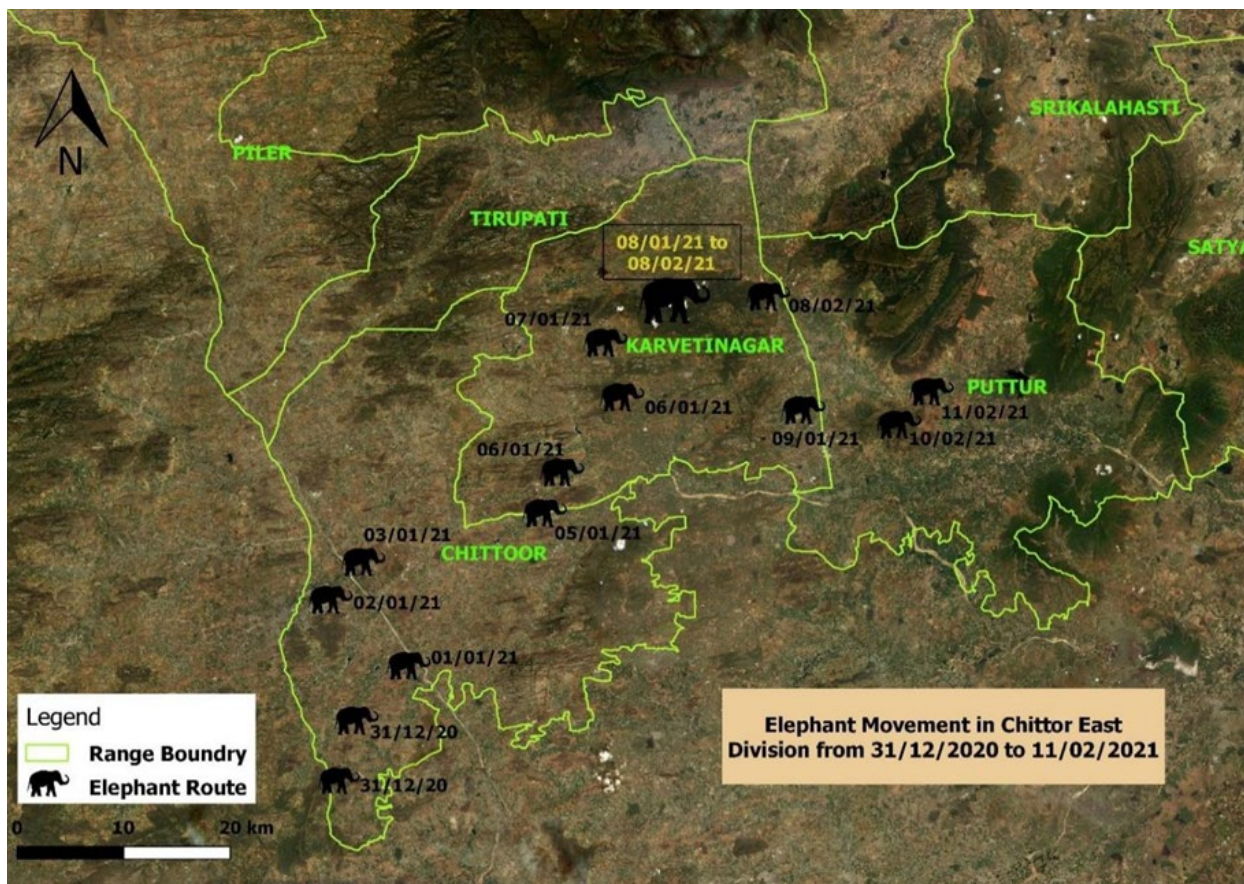 SRIKALAHASTI
PILER
N
TIRUPATI
08/01/21 to
08/02/21
SATYA
08/02/21
07/01/21
KARVETINAGAR
PUTTUR
06/01/21
11/02/21
09/01/21
10/02/21
06/01/21
05/01/21
03/01/21
CHITTOOR
02/01/21
01/01/21
31/12/20
31/12/20
Legend
Range Boundry
Elephant Route
0 10 20 km
Elephant Movement in Chittor East
Division from 31/12/2020 to 11/02/2021